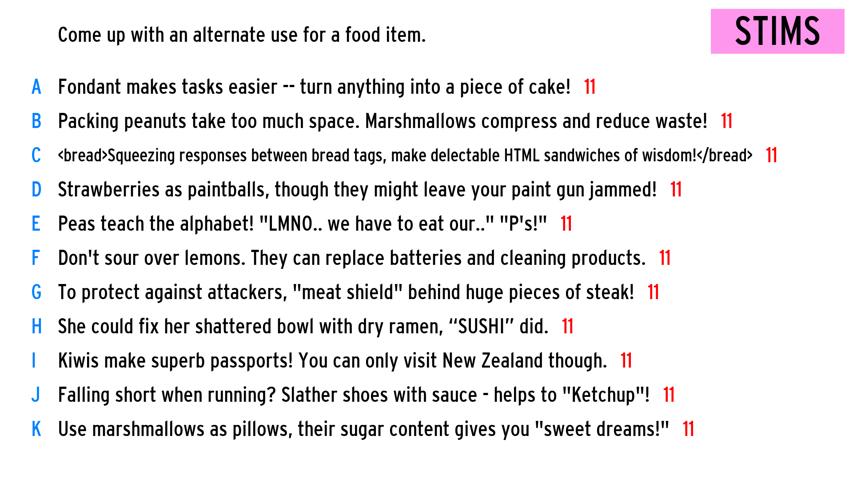 Come up with an alternate use for a food item.
STIMS
A Fondant makes tasks easier -- turn anything into a piece of cake! 11
B Packing peanuts take too much space. Marshmallows compress and reduce waste! 11
C <bread>Squeezing responses between bread tags, make delectable HTML sandwiches of wisdom!</bread> 11
D Strawberries as paintballs, though they might leave your paint gun jammed! 11
E Peas teach the alphabet! "LMNO.. we have to eat our.." "P's!" 11
F Don't sour over lemons. They can replace batteries and cleaning products. 11
G To protect against attackers, "meat shield" behind huge pieces of steak! 11
H She could fix her shattered bowl with dry ramen, “SUSHI” did. 11
I Kiwis make superb passports! You can only visit New Zealand though. 11
J Falling short when running? Slather shoes with sauce - helps to "Ketchup"! 11
K Use marshmallows as pillows, their sugar content gives you "sweet dreams!" 11